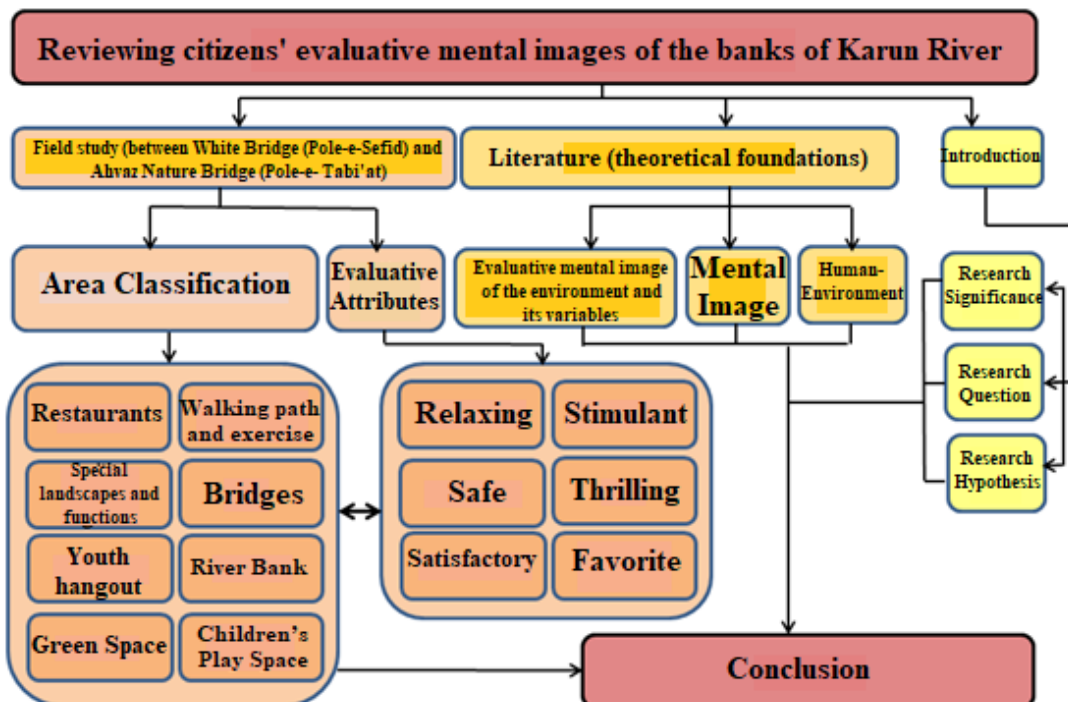 Reviewing citizens' evaluative mental images of the banks of Karun River
Field study (between White Bridge (Pole-e-Sefid) and
Ahvaz Nature Bridge (Pole-e- Tabi'at)
Literature (theoretical foundations)
Introduction
Area Classification
Evaluative
Attributes
Evaluative mental image
of the environment and
its variables
Mental
Image
Human-
Environment
Research
Significance
Research
Question
Research
Hypothesis
Restaurants
Walking path
and exercise
Special
landscapes and
functions
Bridges
Youth
hangout
River Bank
Green Space
Children's
Play Space
Relaxing
Stimulant
Safe
Thrilling
Satisfactory
Favorite
Conclusion